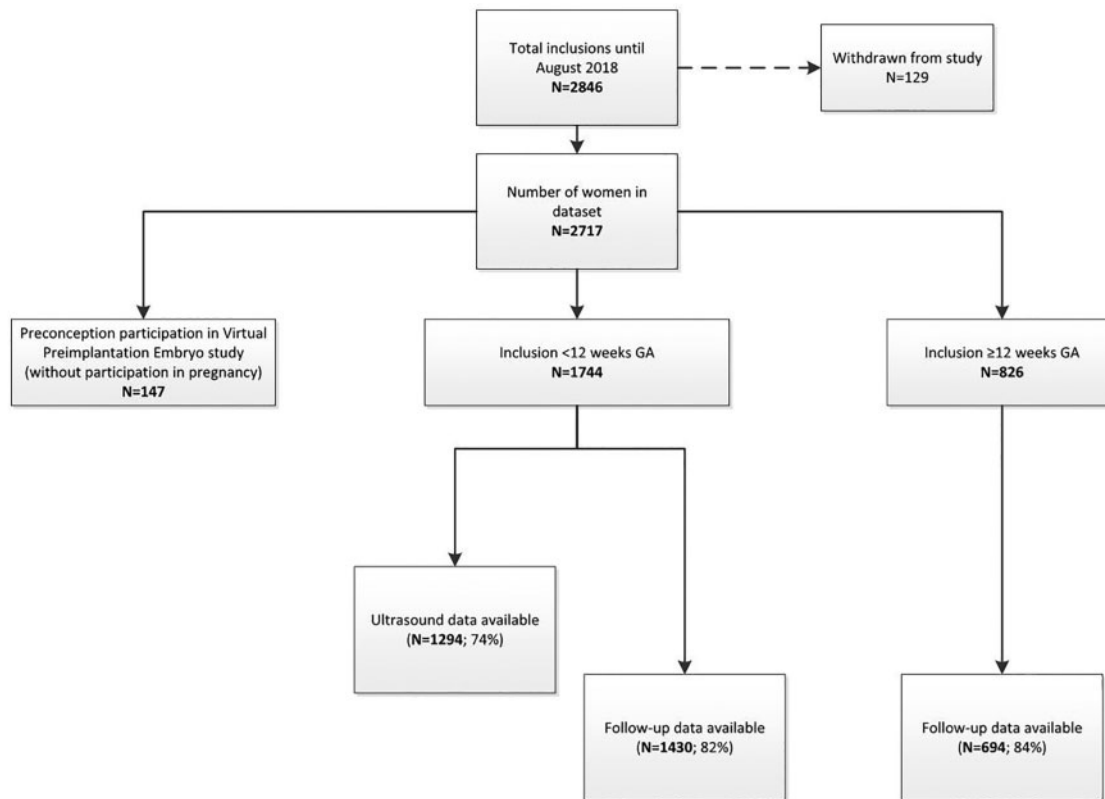 Total inclusions until
August 2018
N=2846
Withdrawn from study
N=129
Number of women in
dataset
N=2717
Preconception participation in Virtual
Preimplantation Embryo study
(without participation in pregnancy)
N=147
Inclusion <12 weeks GA
N=1744
Inclusion ≥12 weeks GA
N=826
Ultrasound data available
(N=1294; 74%)
Follow-up data available
(N=1430; 82%)
Follow-up data available
(N=694; 84%)